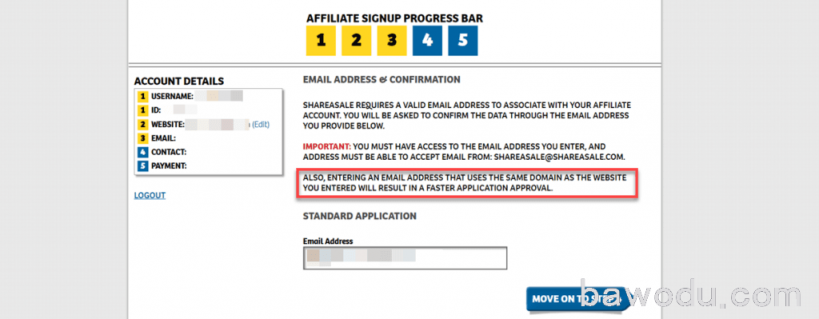 AFFILIATE SIGNUP PROGRESS BAR
1 2 3 4 5
ACCOUNT DETAILS
1 USERNAME:
1 ID:
2 WEBSITE: (Edit)
3 EMAIL:
4 CONTACT:
5 PAYMENT:
LOGOUT
EMAIL ADDRESS & CONFIRMATION
SHAREASALE REQUIRES A VALID EMAIL ADDRESS TO ASSOCIATE WITH YOUR AFFILIATE
ACCOUNT. YOU WILL BE ASKED TO CONFIRM THE DATA THROUGH THE EMAIL ADDRESS
YOU PROVIDE BELOW.
IMPORTANT: YOU MUST HAVE ACCESS TO THE EMAIL ADDRESS YOU ENTER, AND
ADDRESS MUST BE ABLE TO ACCEPT EMAIL FROM: SHAREASALE@SHAREASALE.COM.
ALSO, ENTERING AN EMAIL ADDRESS THAT USES THE SAME DOMAIN AS THE WEBSITE
YOU ENTERED WILL RESULT IN A FASTER APPLICATION APPROVAL.
STANDARD APPLICATION
Email Address
MOVE ON TO STEP 4
bawodu.com